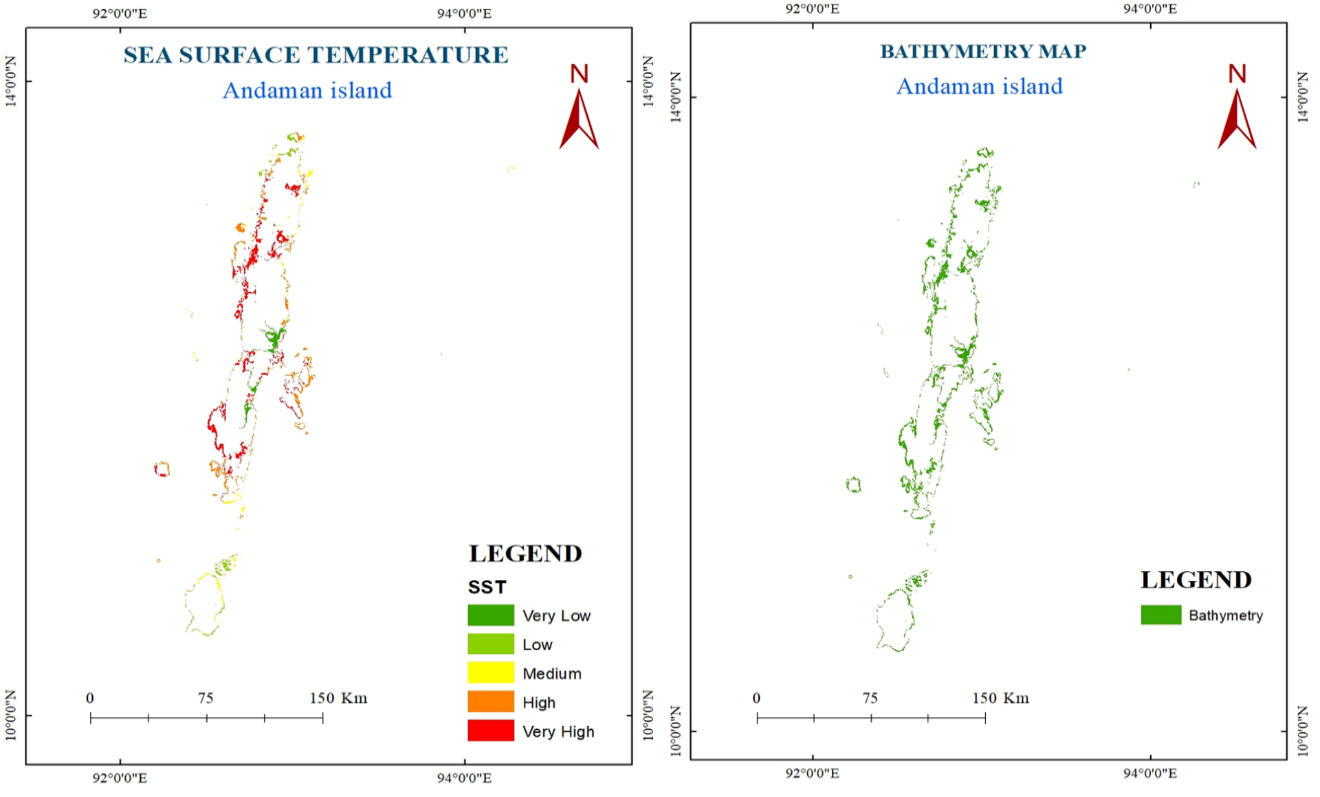 92°0'0"E 94°0'0"E
SEA SURFACE TEMPERATURE
Andaman island
N
14°0'0"N 14°0'0"N
LEGEND
SST
Very Low
Low
Medium
High
Very High
0 75 150 Km
10°0'0"N 10°0'0"N
92°0'0"E 94°0'0"E
92°0'0"E 94°0'0"E
BATHYMETRY MAP
Andaman island
N
14°0'0"N 14°0'0"N
LEGEND
Bathymetry
0 75 150 Km
10°0'0"N 10°0'0"N
92°0'0"E 94°0'0"E